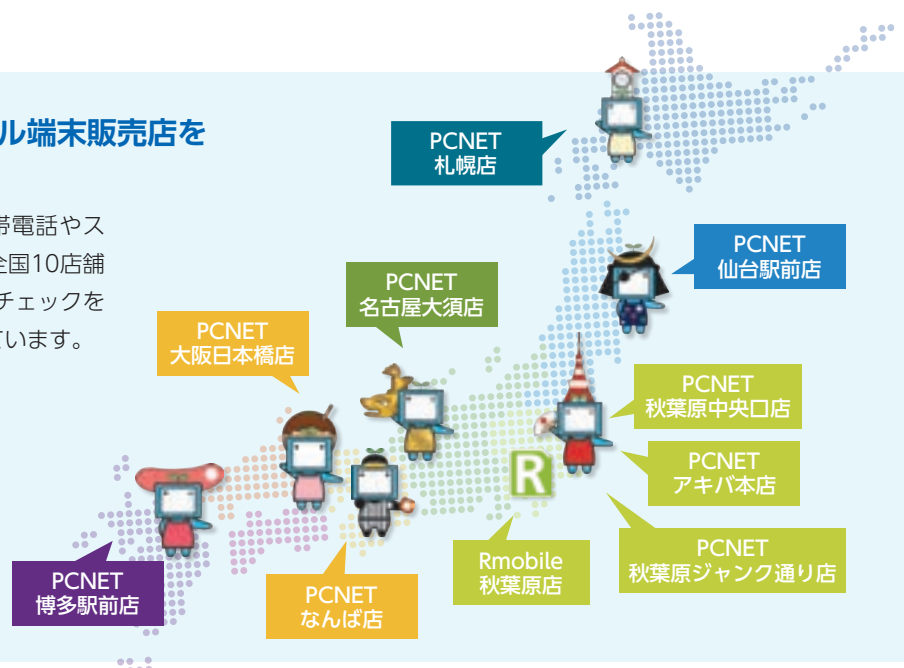 ル端末販売店を
帯電話やス
全国10店舗
チェックを
ています。
PCNET
札幌店
PCNET
仙台駅前店
PCNET
名古屋大須店
PCNET
大阪日本橋店
PCNET
秋葉原中央口店
PCNET
アキバ本店
PCNET
秋葉原ジャンク通り店
R
Rmobile
秋葉原店
PCNET
なんば店
PCNET
博多駅前店